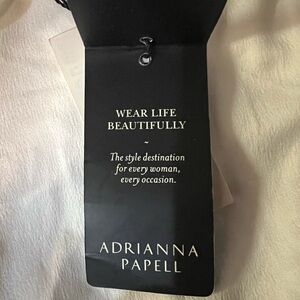 WEAR LIFE
BEAUTIFULLY
~
The style destination
for every woman,
every occasion.
ADRIANNA
PAPELL